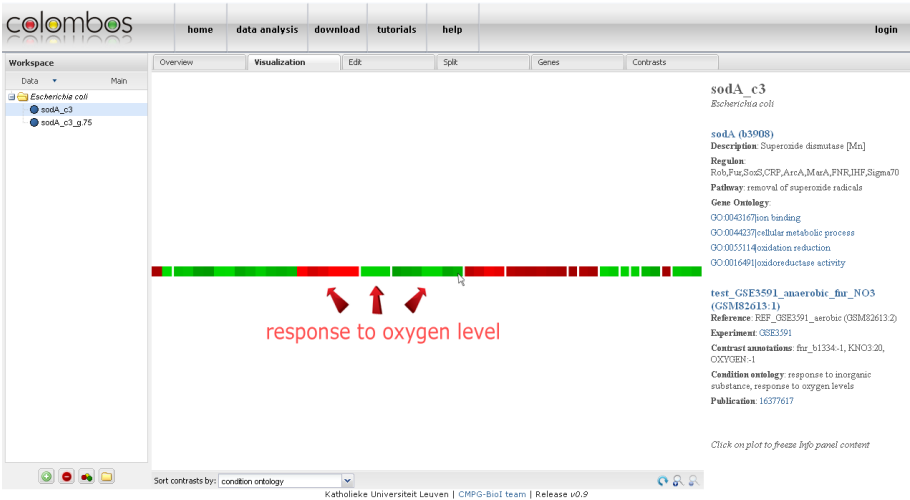 colombos
home data analysis download tutorials help login
Workspace
Data Main
Escherichia coli
sodA_c3
sodA_c3_g.75
Overview Visualization Edit Split Genes Contrasts
response to oxygen level
sodA_c3
Escherichia coli
sodA (b3908)
Description: Superoxide dismutase [Mn]
Regulon:
Rob,Fur,SoxS,CRP,ArcA,MarA,FNR,IHF,Sigma70
Pathway: removal of superoxide radicals
Gene Ontology:
GO:0043167|ion binding
GO:0044237|cellular metabolic process
GO:0055114|oxidation reduction
GO:0016491|oxidoreductase activity
test_GSE3591_anaerobic_fnr_NO3
(GSM82613:1)
Reference: REF_GSE3591_aerobic (GSM82613:2)
Experiment: GSE3591
Contrast annotations: fnr_b1334:-1, KNO3:20,
OXYGEN:-1
Condition ontology: response to inorganic
substance, response to oxygen levels
Publication: 16377617
Click on plot to freeze Info panel content
Sort contrasts by: condition ontology
Katholieke Universiteit Leuven | CMPG-BioI team | Release v0.9